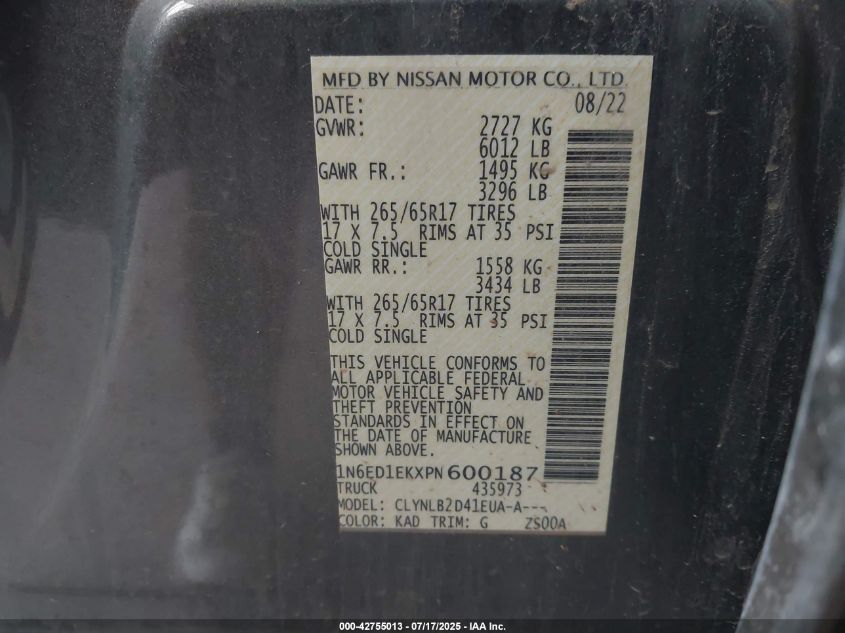 MFD BY NISSAN MOTOR CO., LTD.
DATE: 08/22
GVWR: 2727 KG
6012 LB
GAWR FR.: 1495 KG
3296 LB
WITH 265/65R17 TIRES
17 X 7.5 RIMS AT 35 PSI
COLD SINGLE
GAWR RR.: 1558 KG
3434 LB
WITH 265/65R17 TIRES
17 X 7.5 RIMS AT 35 PSI
COLD SINGLE
THIS VEHICLE CONFORMS TO
ALL APPLICABLE FEDERAL
MOTOR VEHICLE SAFETY AND
THEFT PREVENTION
STANDARDS IN EFFECT ON
THE DATE OF MANUFACTURE
SHOWN ABOVE.
1N6ED1EKXPN600187
TRUCK 435973
MODEL: CLYNLB2D41EUA-A---
COLOR: KAD TRIM: G ZS00A
000-42755013 - 07/17/2025 - IAA Inc.